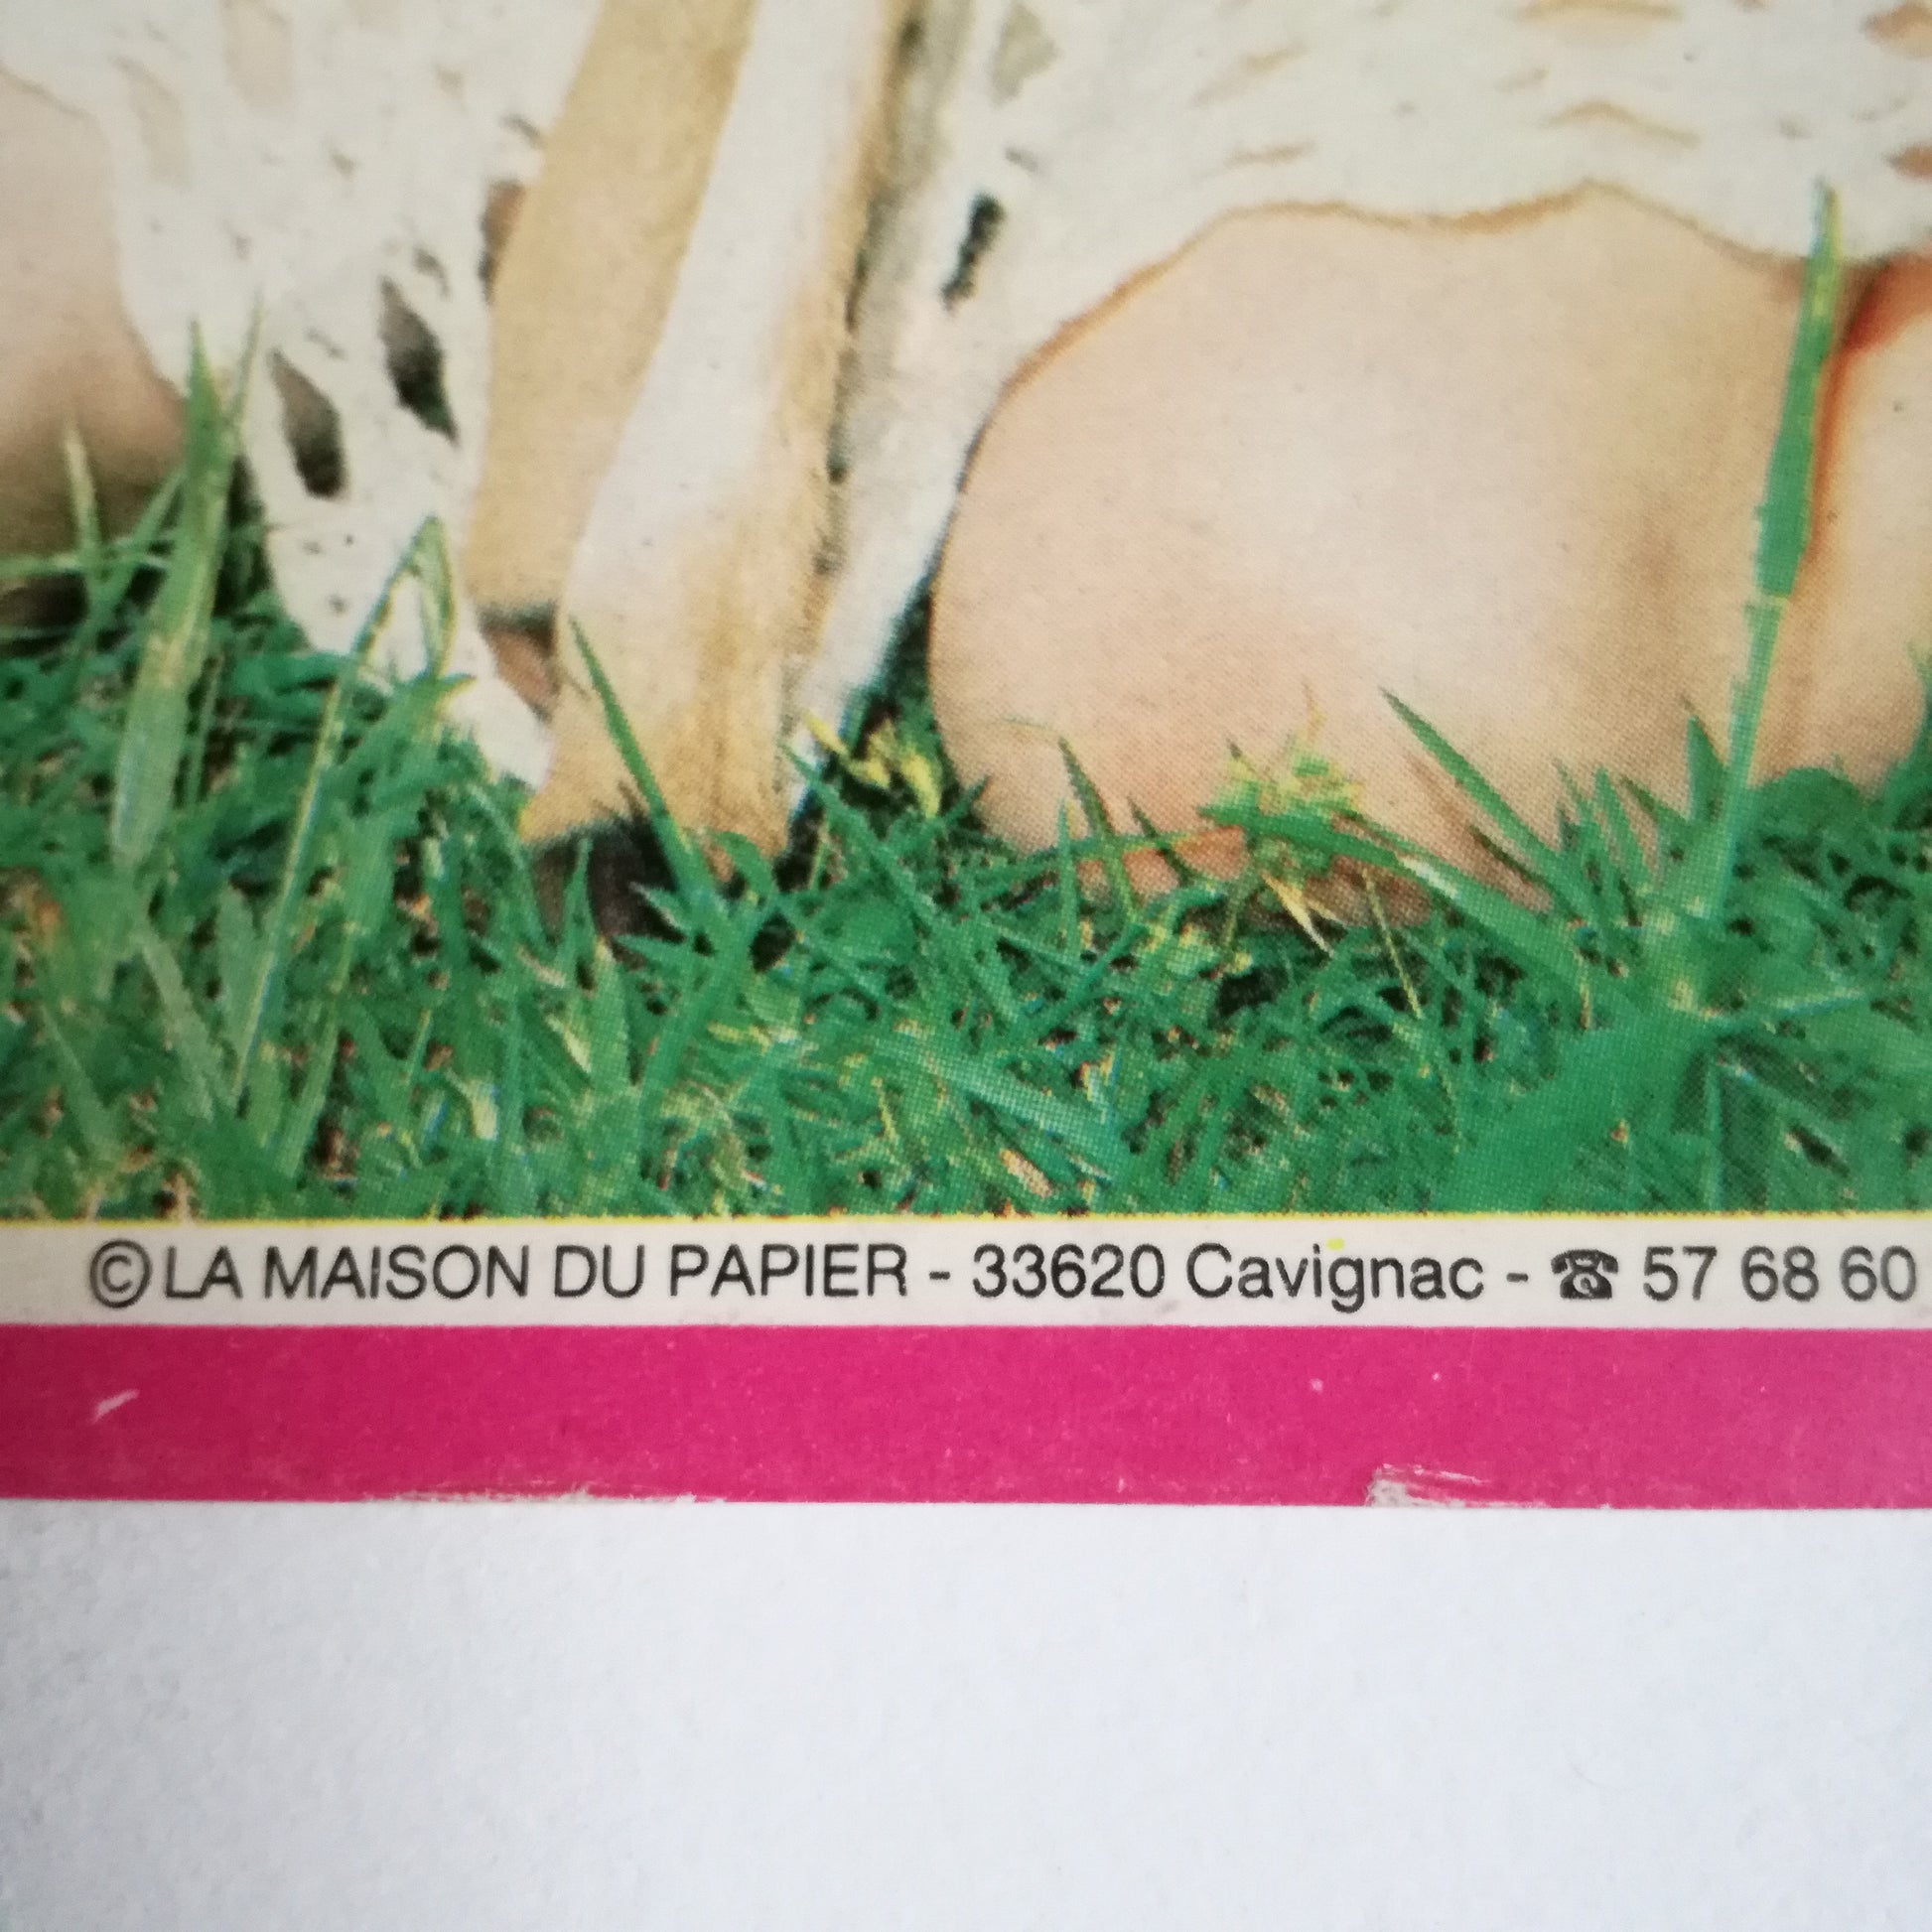 ©LA MAISON DU PAPIER - 33620 Cavignac - ☎ 57 68 60